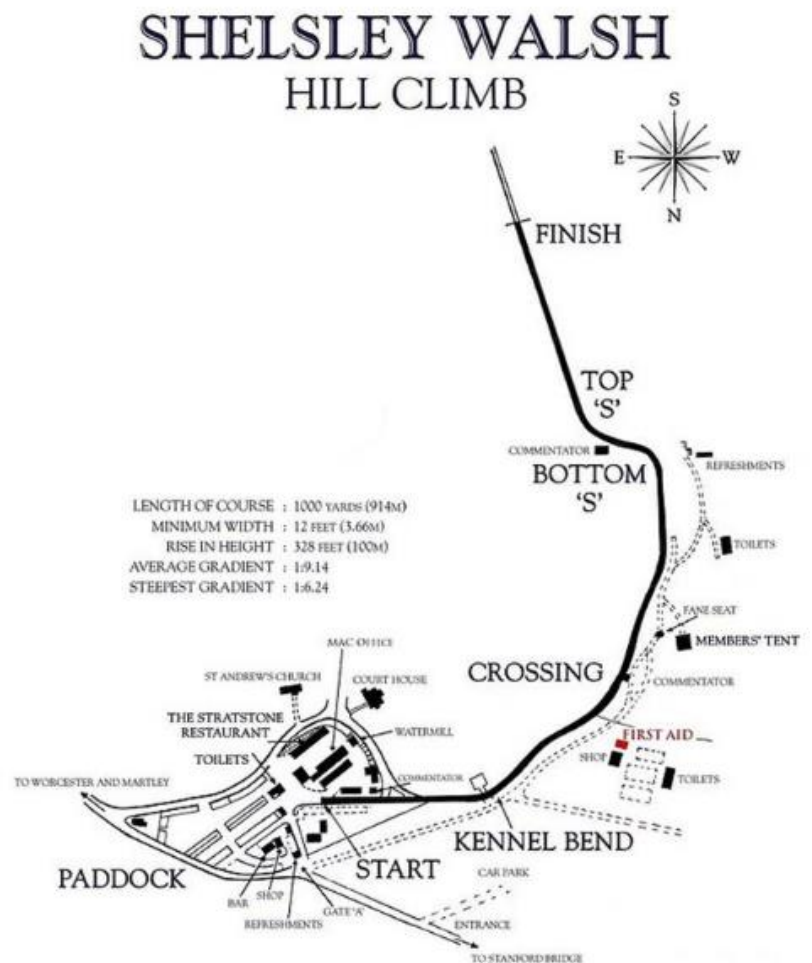 SHELSLEY WALSH
HILL CLIMB
S
E
W
N
FINISH
TOP
'S'
COMMENTATOR
BOTTOM
'S'
REFRESHMENTS
LENGTH OF COURSE : 1000 YARDS (914M)
MINIMUM WIDTH : 12 FEET (3.66M)
RISE IN HEIGHT : 328 FEET (100M)
AVERAGE GRADIENT : 1:9.14
STEEPEST GRADIENT : 1:6.24
TOILETS
FANE SEAT
MEMBERS' TENT
MAC OFFICE
CROSSING
ST ANDREW'S CHURCH
COURT HOUSE
COMMENTATOR
THE STRATSTONE
RESTAURANT
WATERMILL
FIRST AID
TOILETS
SHOP
TO WORCESTER AND MARTLEY
COMMENTATOR
TOILETS
KENNEL BEND
START
PADDOCK
CAR PARK
SHOP
BAR
GATE 'A'
REFRESHMENTS
ENTRANCE
TO STANFORD BRIDGE